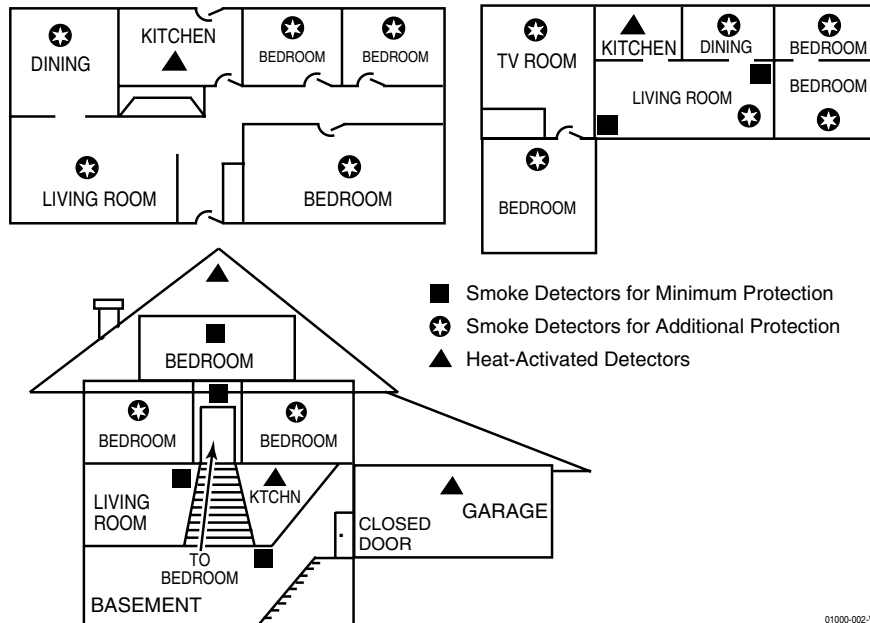 DINING
KITCHEN
BEDROOM
BEDROOM
LIVING ROOM
BEDROOM
TV ROOM
KITCHEN
DINING
BEDROOM
LIVING ROOM
BEDROOM
BEDROOM
Smoke Detectors for Minimum Protection
Smoke Detectors for Additional Protection
Heat-Activated Detectors
BEDROOM
BEDROOM
BEDROOM
LIVING
ROOM
KTCHN
CLOSED
DOOR
GARAGE
TO
BEDROOM
BASEMENT
01000-002-